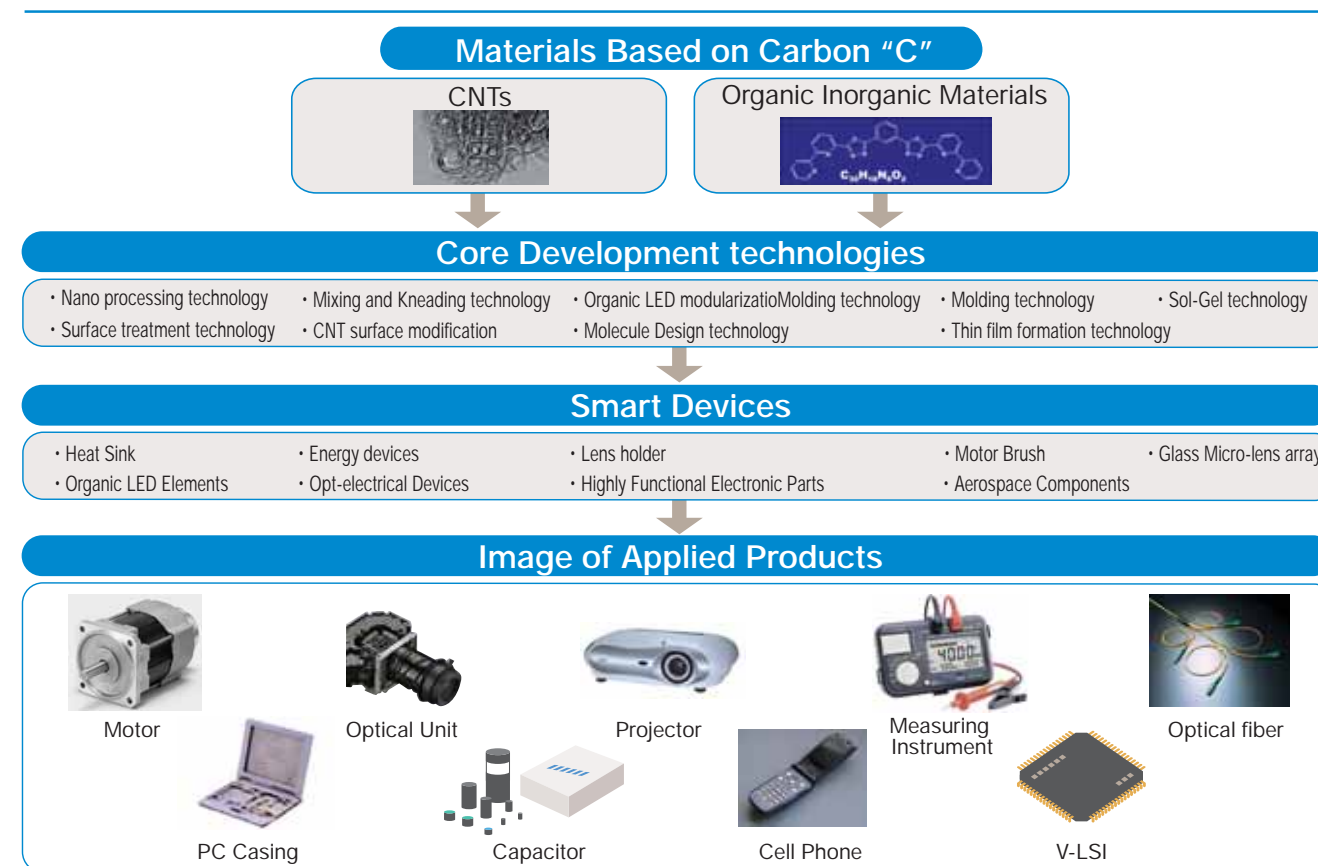 Materials Based on Carbon “C”
CNTs
Organic Inorganic Materials
Core Development technologies
・Nano processing technology ・Mixing and Kneading technology ・Organic LED modularizatioMolding technology ・Molding technology ・Sol-Gel technology
・Surface treatment technology ・CNT surface modification ・Molecule Design technology ・Thin film formation technology
Smart Devices
・Heat Sink ・Energy devices ・Lens holder ・Motor Brush ・Glass Micro-lens array
・Organic LED Elements ・Opt-electrical Devices ・Highly Functional Electronic Parts ・Aerospace Components
Image of Applied Products
Motor
Optical Unit
Projector
4000
Measuring
Instrument
Optical fiber
PC Casing
Capacitor
Cell Phone
V-LSI